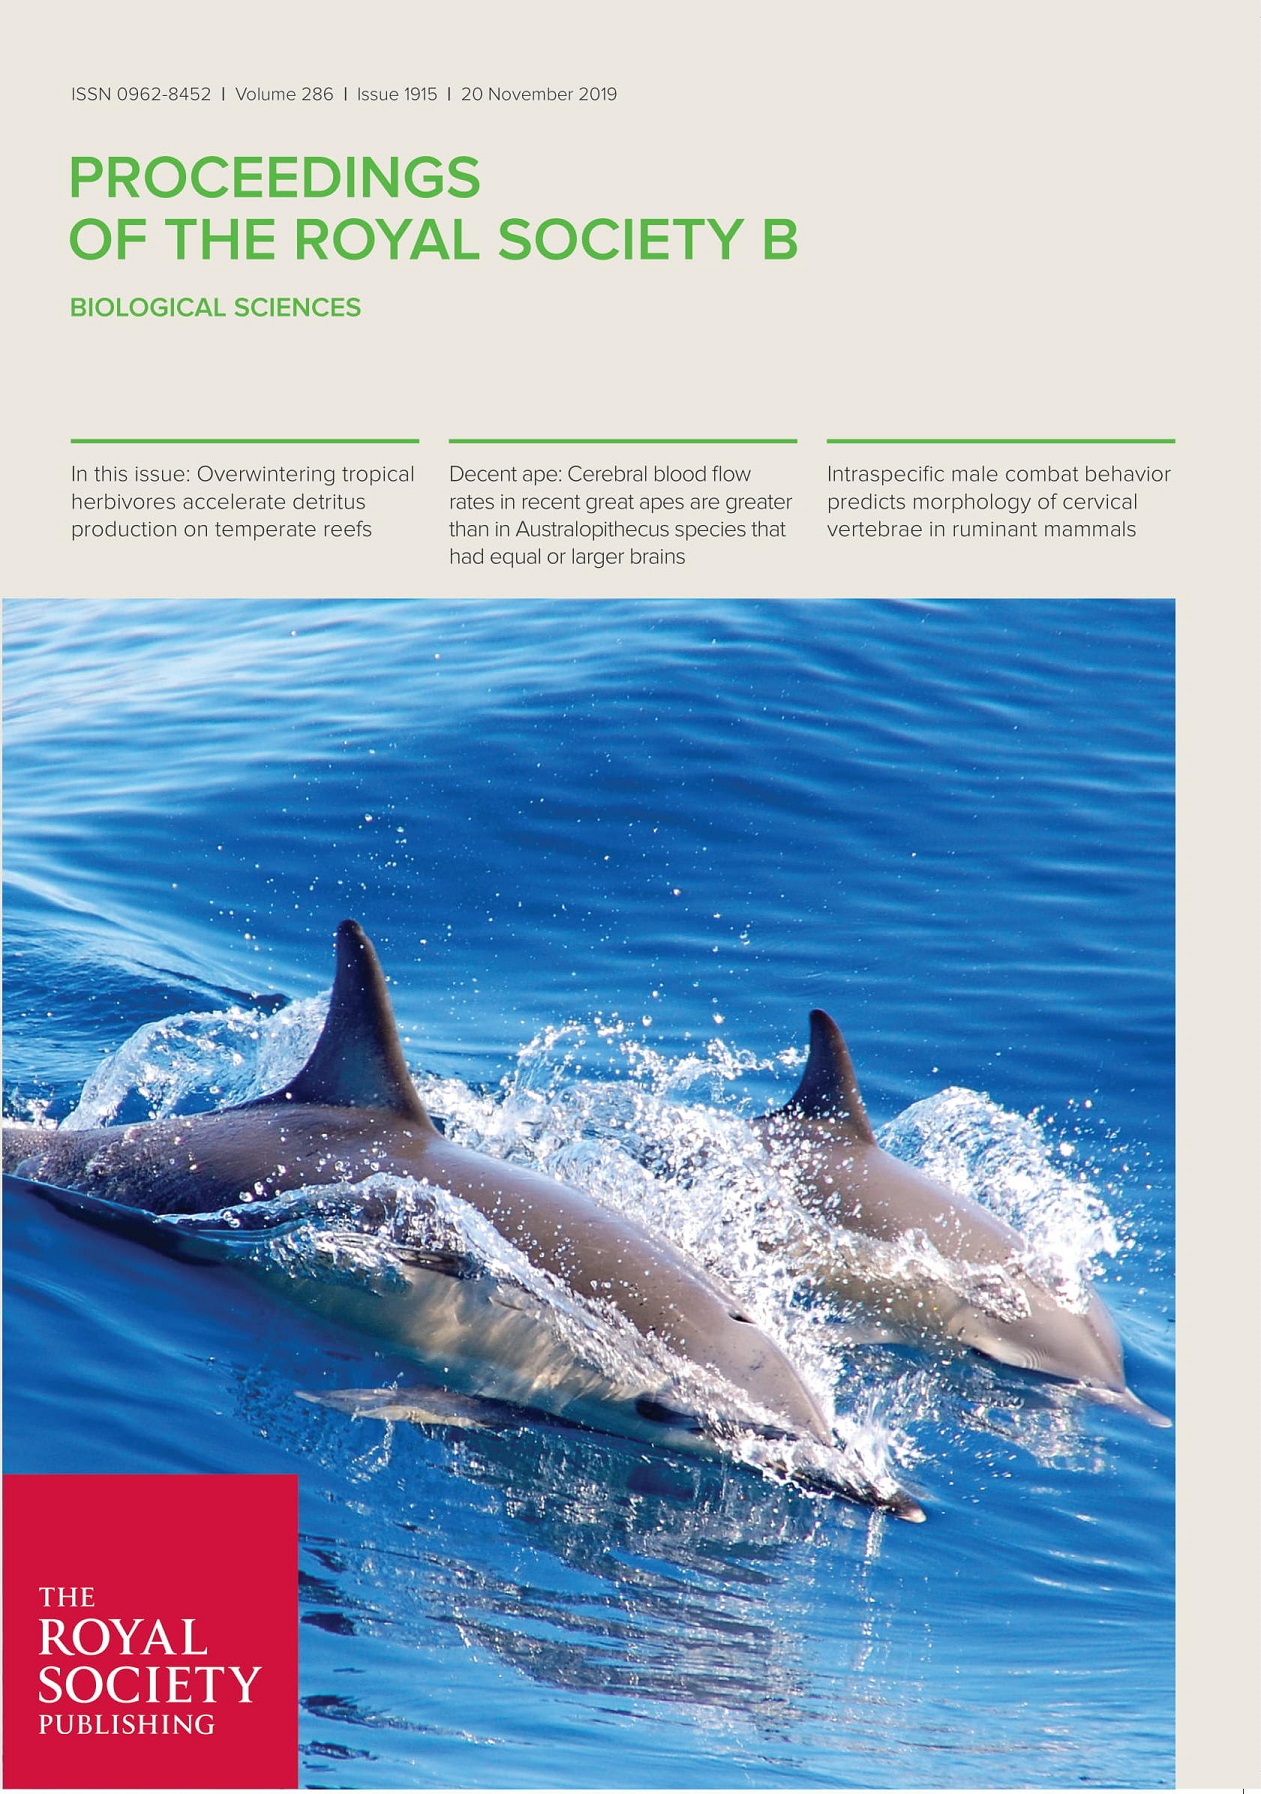 ISSN 0962-8452 | Volume 286 | Issue 1915 | 20 November 2019
PROCEEDINGS
OF THE ROYAL SOCIETY B
BIOLOGICAL SCIENCES
In this issue: Overwintering tropical
herbivores accelerate detritus
production on temperate reefs
Decent ape: Cerebral blood flow
rates in recent great apes are greater
than in Australopithecus species that
had equal or larger brains
Intraspecific male combat behavior
predicts morphology of cervical
vertebrae in ruminant mammals
THE
ROYAL
SOCIETY
PUBLISHING